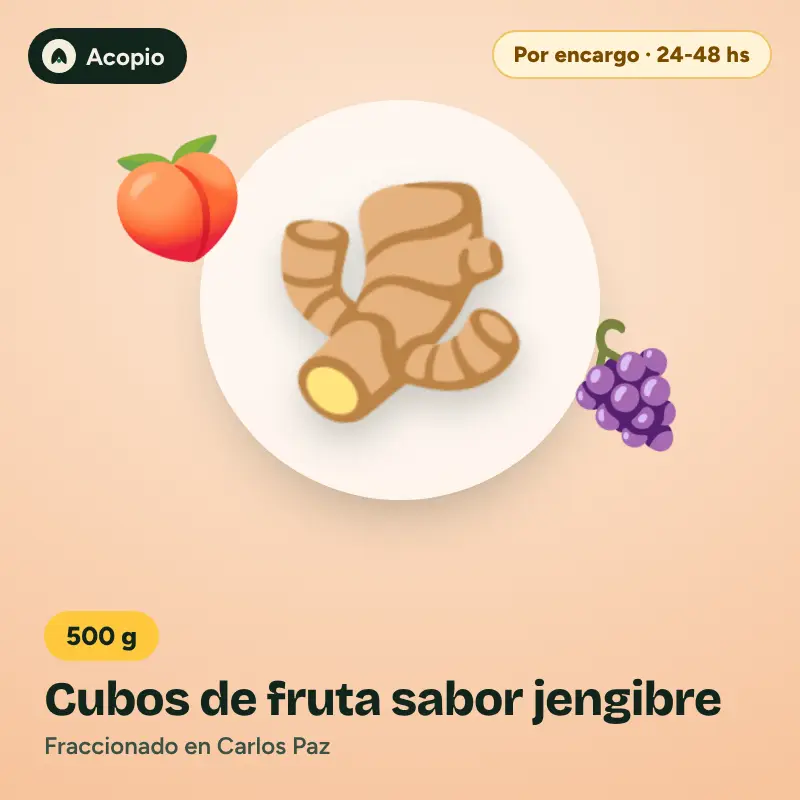 Acopio
Por encargo · 24-48 hs
500 g
Cubos de fruta sabor jengibre
Fraccionado en Carlos Paz